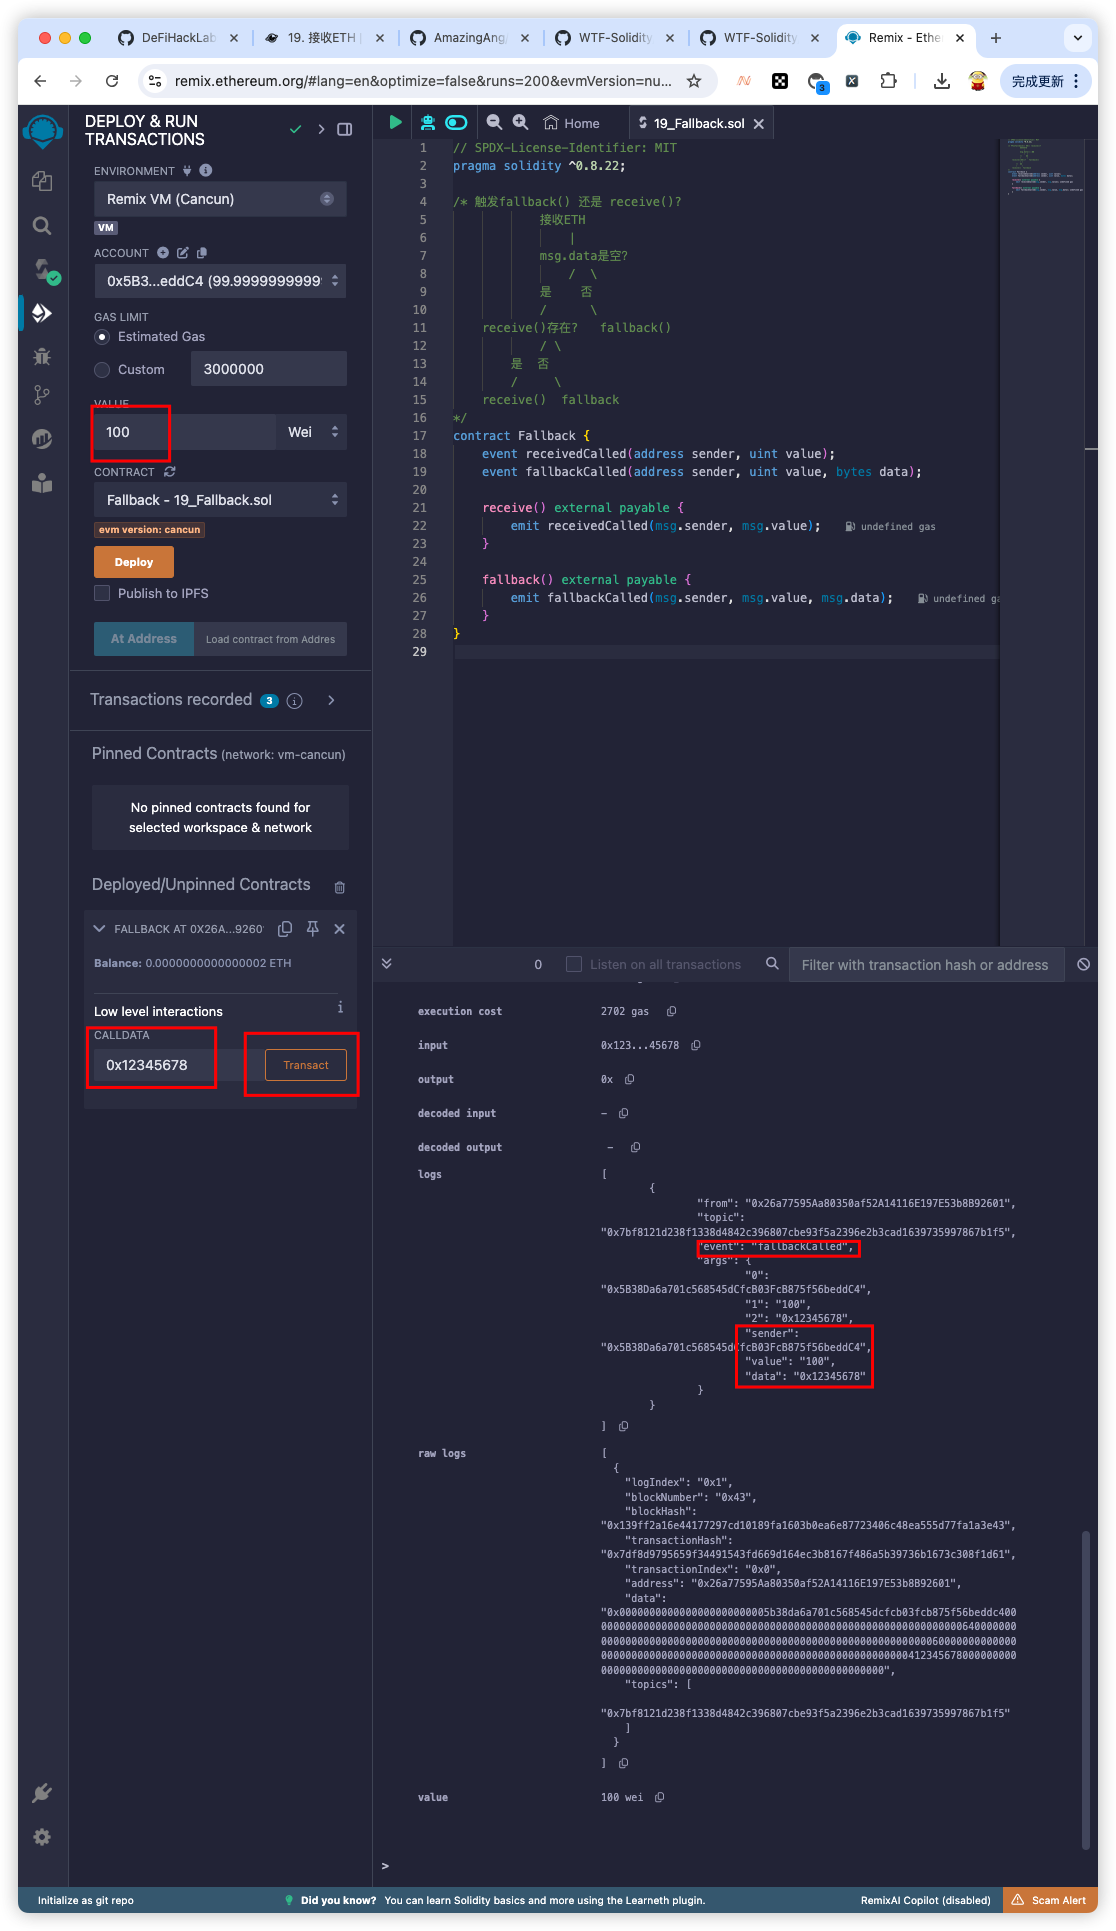 DeFiHackLab
19. 接收ETH
AmazingAng/
WTF-Solidity
WTF-Solidity
Remix - Ether
remix.ethereum.org/#lang=en&optimize=false&runs=200&evmVersion=nu...
3
完成更新
DEPLOY & RUN
TRANSACTIONS
ENVIRONMENT
Remix VM (Cancun)
VM
ACCOUNT
0x5B3...eddC4 (99.9999999999
GAS LIMIT
Estimated Gas
Custom
3000000
VALUE
100
Wei
CONTRACT
Fallback - 19_Fallback.sol
evm version: cancun
Deploy
Publish to IPFS
At Address
Load contract from Addres
Transactions recorded 3
Pinned Contracts (network: vm-cancun)
No pinned contracts found for
selected workspace & network
Deployed/Unpinned Contracts
FALLBACK AT 0X26A...9260
Balance: 0.0000000000000002 ETH
Low level interactions
CALLDATA
0x12345678
Transact
Home
19_Fallback.sol
1 // SPDX-License-Identifier: MIT
2 pragma solidity ^0.8.22;
3
4 /* 触发fallback() 还是 receive()?
5 接收ETH
6 |
7 msg.data是空?
8 / \
9 是 否
10 / \
11 receive()存在? fallback()
12 / \
13 是 否
14 / \
15 receive() fallback
16 */
17 contract Fallback {
18 event receivedCalled(address sender, uint value);
19 event fallbackCalled(address sender, uint value, bytes data);
20
21 receive() external payable {
22 emit receivedCalled(msg.sender, msg.value); undefined gas
23 }
24
25 fallback() external payable {
26 emit fallbackCalled(msg.sender, msg.value, msg.data); undefined ga
27 }
28 }
29
0
Listen on all transactions
Filter with transaction hash or address
execution cost 2702 gas
input 0x123...45678
output 0x
decoded input –
decoded output –
logs [
{
"from": "0x26a77595Aa80350af52A14116E197E53b8B92601",
"topic":
"0x7bf8121d238f1338d4842c396807cbe93f5a2396e2b3cad1639735997867b1f5",
"event": "fallbackCalled",
"args": {
"0":
"0x5B38Da6a701c568545dCfcB03FcB875f56beddC4",
"1": "100",
"2": "0x12345678",
"sender":
"0x5B38Da6a701c568545dCfcB03FcB875f56beddC4",
"value": "100",
"data": "0x12345678"
}
}
]
raw logs [
{
"logIndex": "0x1",
"blockNumber": "0x43",
"blockHash":
"0x139ff2a16e44177297cd10189fa1603b0ea6e87723406c48ea555d77fa1a3e43",
"transactionHash":
"0x7df8d9795659f34491543fd669d164ec3b8167f486a5b39736b1673c308f1d61",
"transactionIndex": "0x0",
"address": "0x26a77595Aa80350af52A14116E197E53b8B92601",
"data":
"topics": [
"0x7bf8121d238f1338d4842c396807cbe93f5a2396e2b3cad1639735997867b1f5"
]
}
]
value 100 wei
>
Initialize as git repo
Did you know? You can learn Solidity basics and more using the Learneth plugin.
RemixAI Copilot (disabled)
Scam Alert